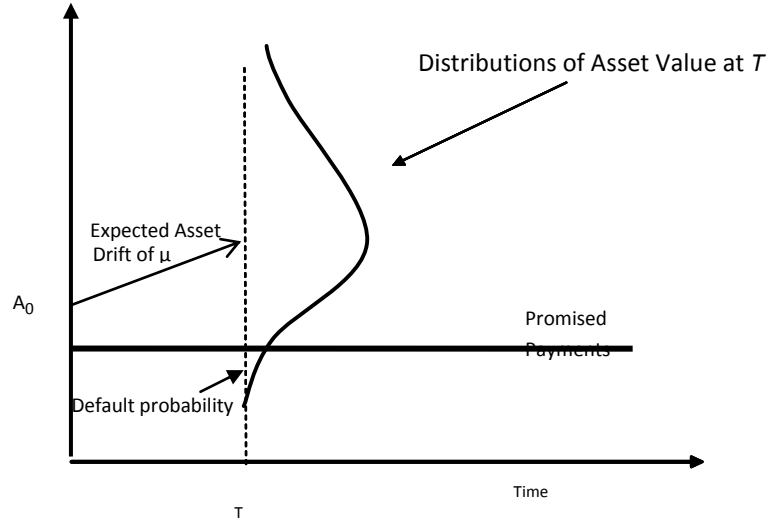 Distributions of Asset Value at T
Expected Asset
Drift of μ
A0
Promised
Payments
Default probability
Time
T